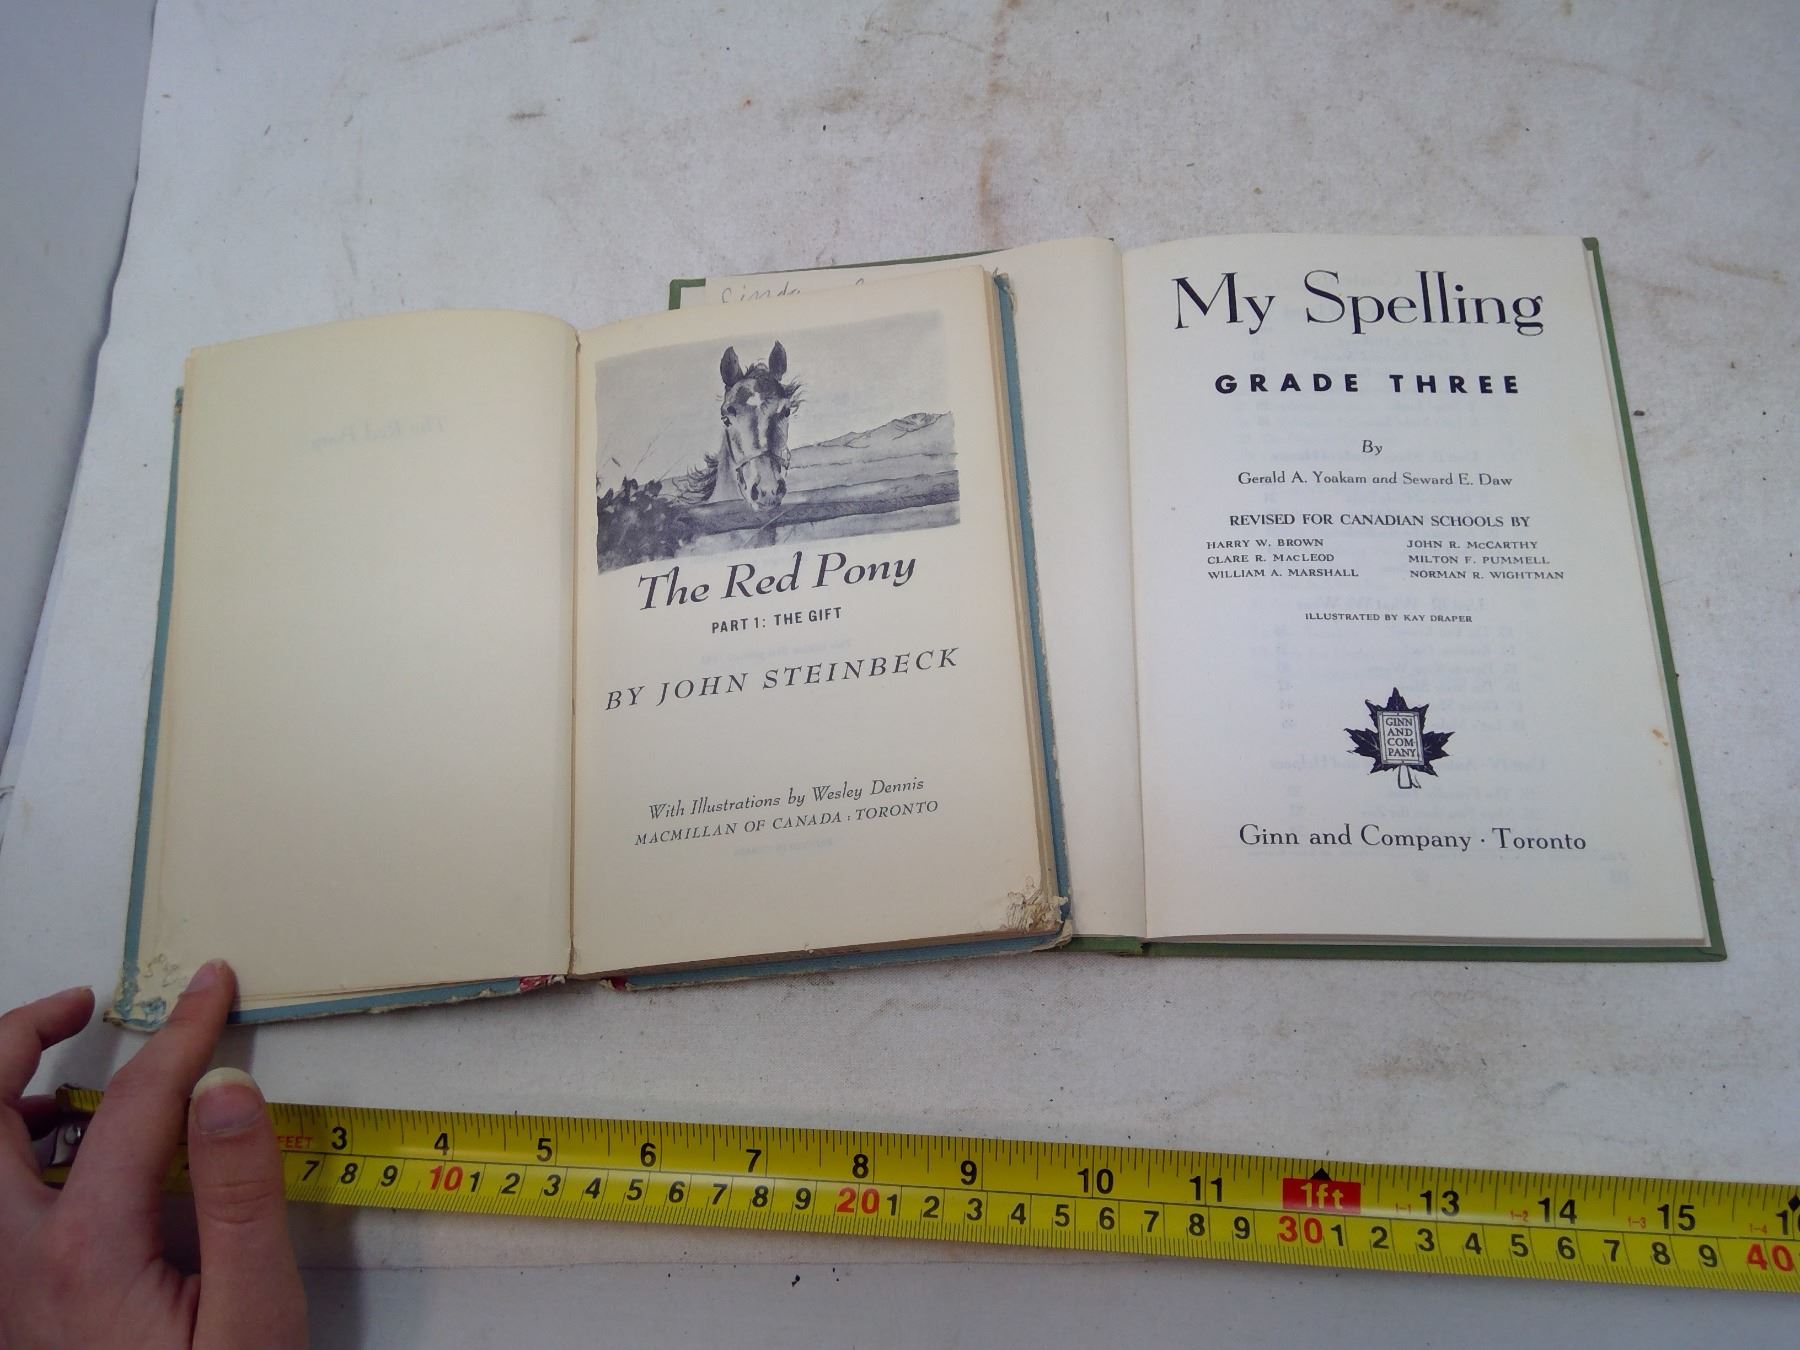 The Red Pony
PART 1: THE GIFT
BY JOHN STEINBECK
With Illustrations by Wesley Dennis
MACMILLAN OF CANADA : TORONTO
My Spelling
GRADE THREE
By
Gerald A. Yoakam and Seward E. Daw
REVISED FOR CANADIAN SCHOOLS BY
HARRY W. BROWN JOHN R. McCARTHY
CLARE R. MacLEOD MILTON F. PUMMELL
WILLIAM A. MARSHALL NORMAN R. WIGHTMAN
ILLUSTRATED BY KAY DRAPER
GINN
AND
COM-
PANY
Ginn and Company · Toronto
FEET 3 4 5 6 7 8 9 10 11 1ft 13 14 15
7 8 9 10 1 2 3 4 5 6 7 8 9 20 1 2 3 4 5 6 7 8 9 30 1 2 3 4 5 6 7 8 9 40